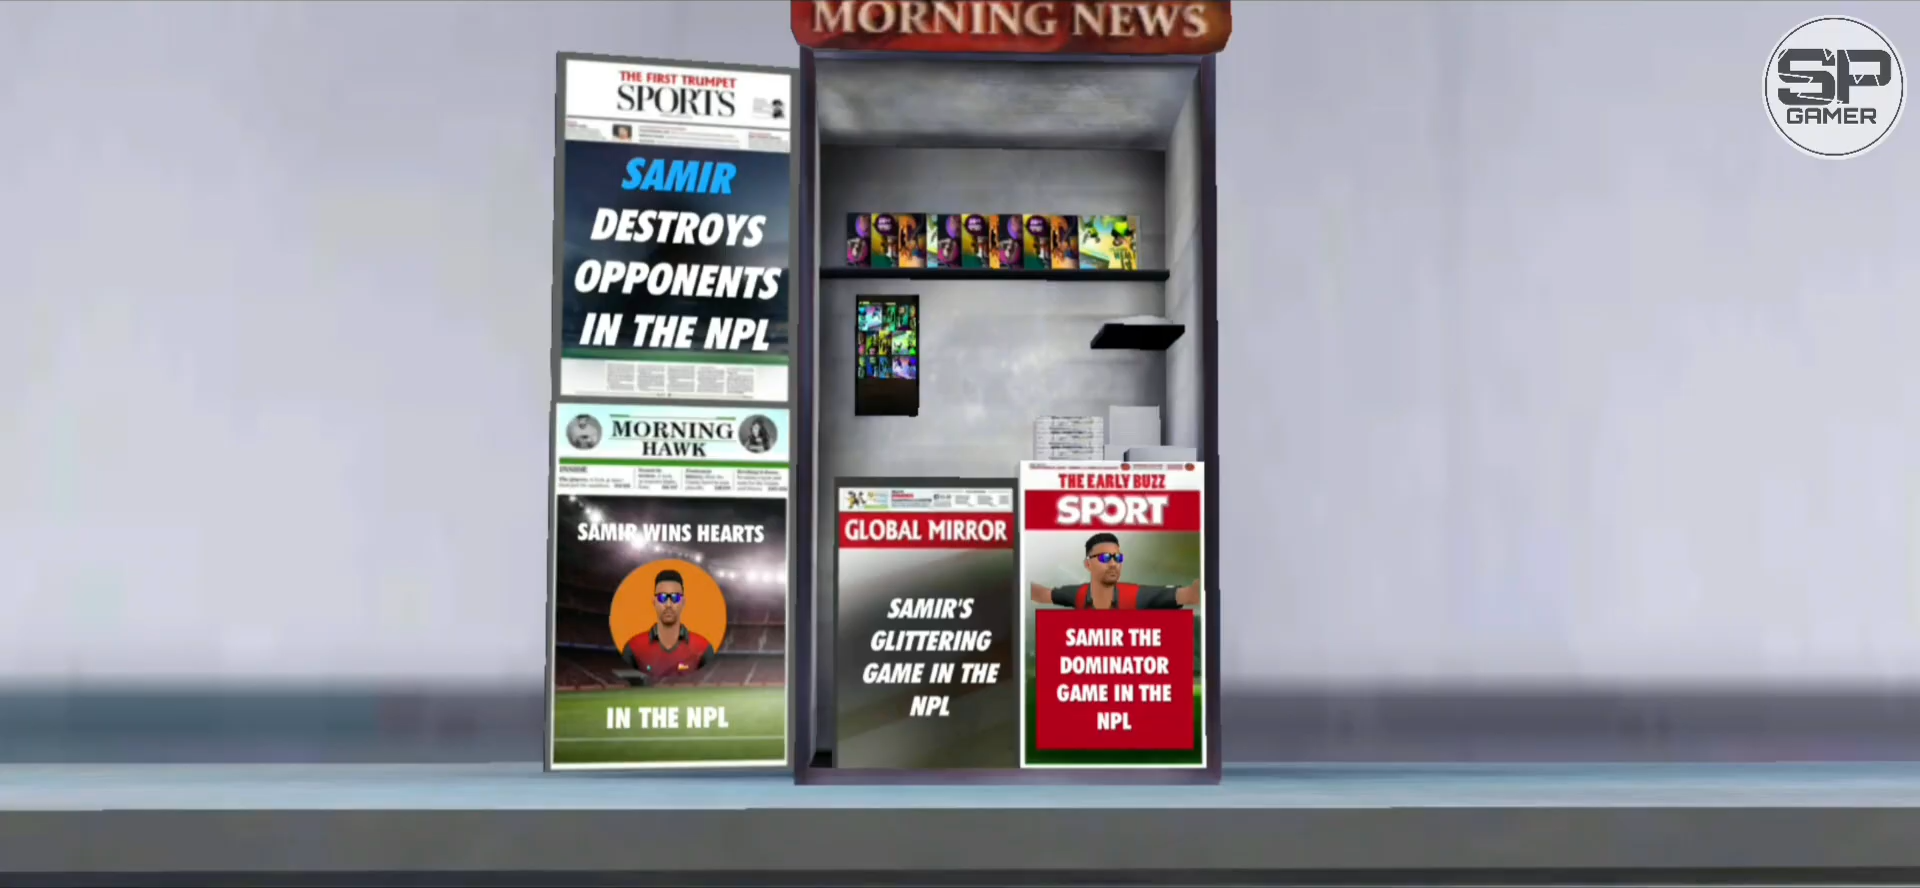 MORNING NEWS
SP
GAMER
THE FIRST TRUMPET
SPORTS
SAMIR
DESTROYS
OPPONENTS
IN THE NPL
MORNING
HAWK
INSIDE
SAMIR WINS HEARTS
IN THE NPL
GLOBAL MIRROR
SAMIR'S
GLITTERING
GAME IN THE
NPL
THE EARLY BUZZ
SPORT
SAMIR THE
DOMINATOR
GAME IN THE
NPL